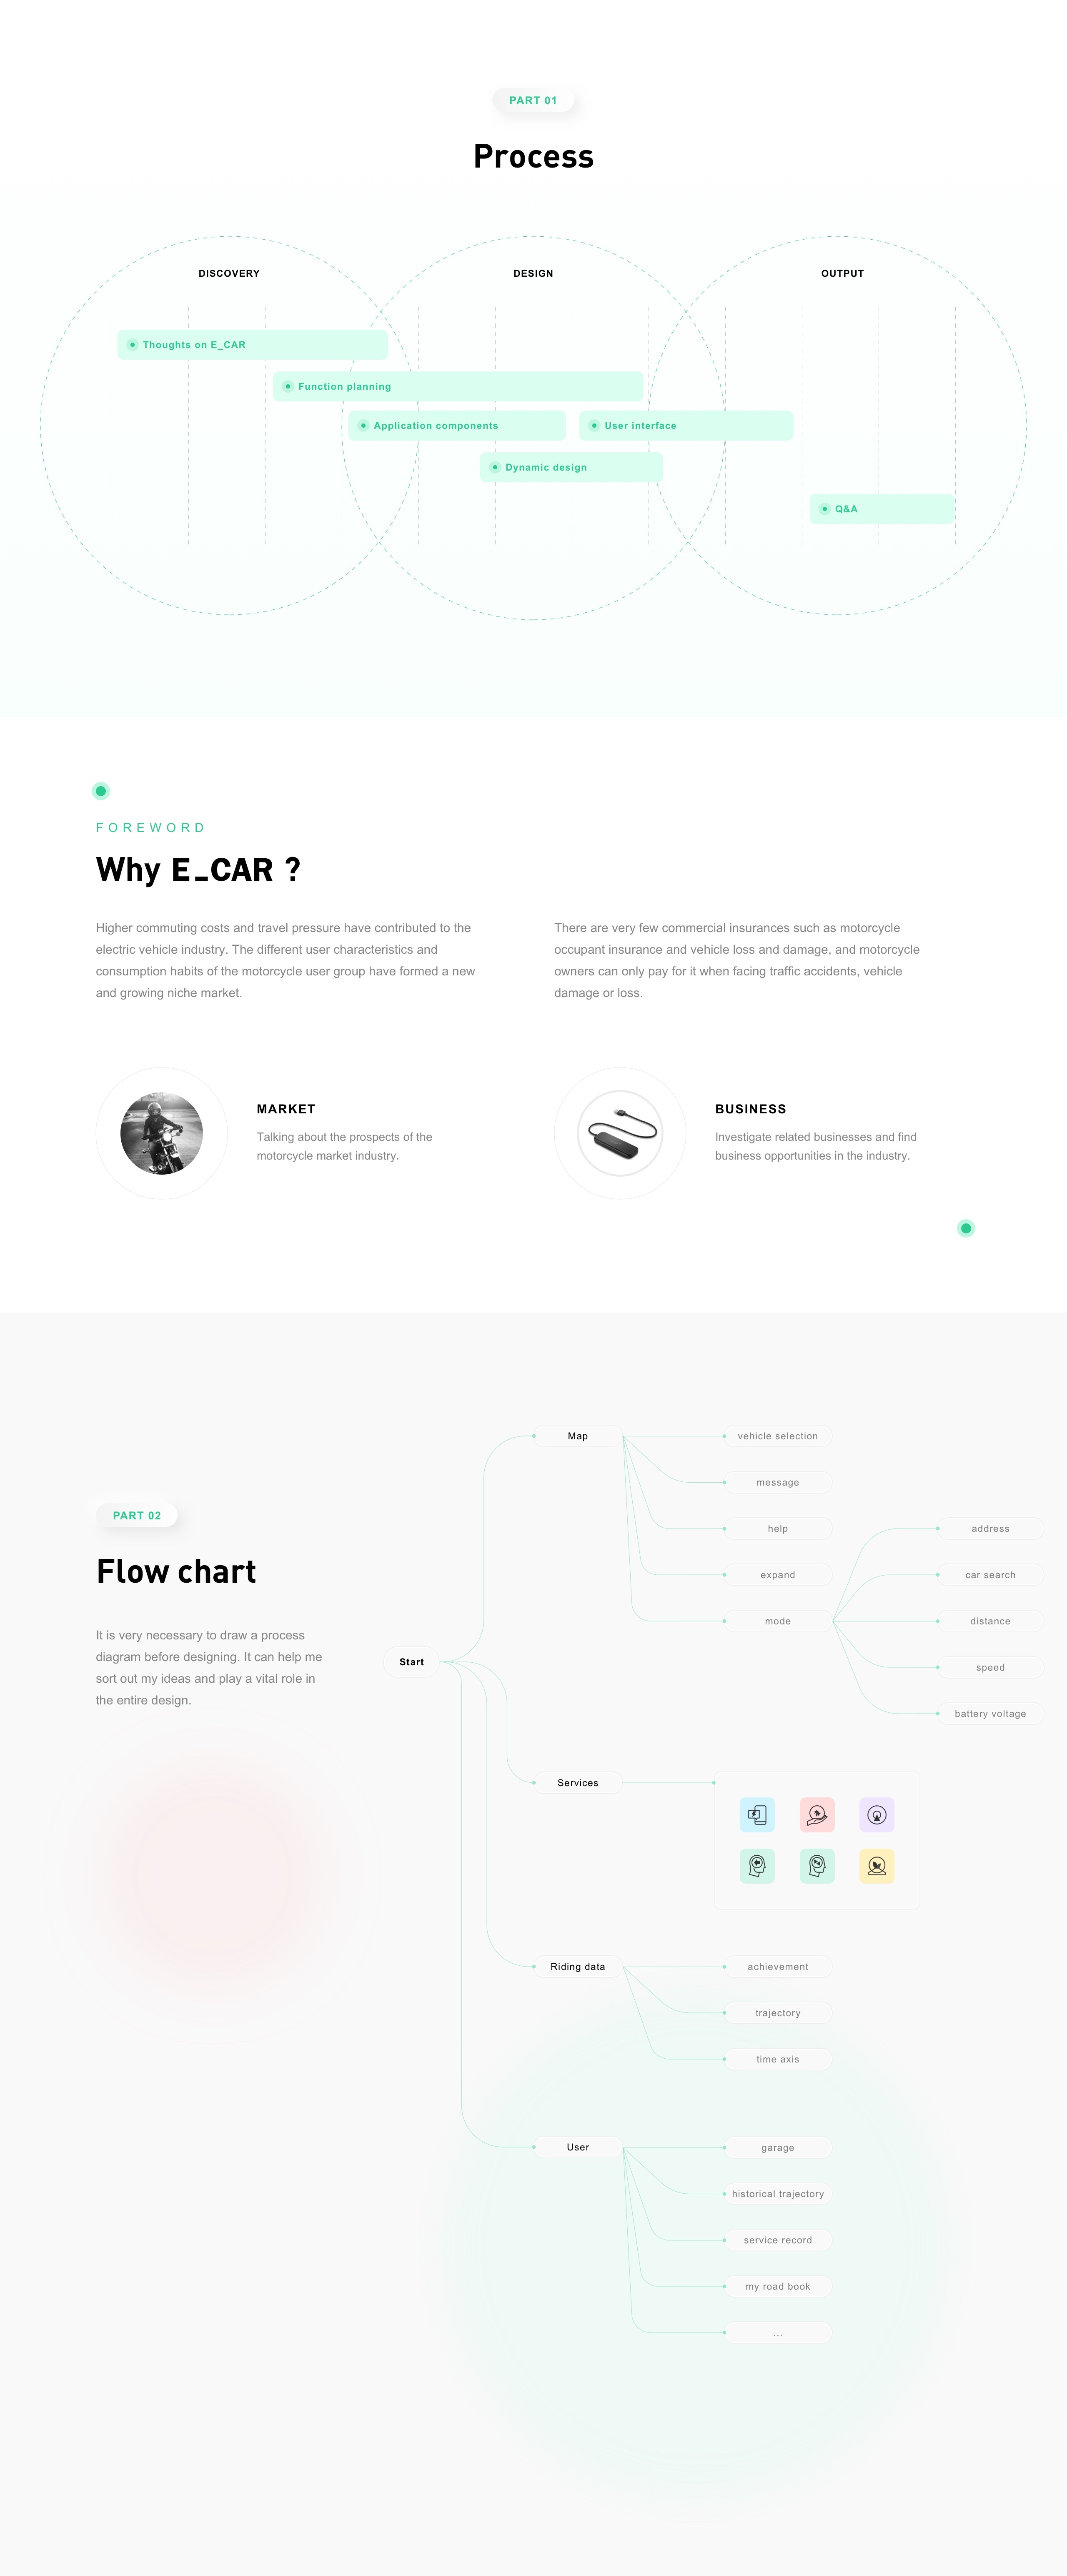 PART 01
Process
DISCOVERY
DESIGN
OUTPUT
Thoughts on E_CAR
Function planning
Application components
User interface
Dynamic design
Q&A
FOREWORD
Why E_CAR ?
Higher commuting costs and travel pressure have contributed to the
electric vehicle industry. The different user characteristics and
consumption habits of the motorcycle user group have formed a new
and growing niche market.
There are very few commercial insurances such as motorcycle
occupant insurance and vehicle loss and damage, and motorcycle
owners can only pay for it when facing traffic accidents, vehicle
damage or loss.
MARKET
Talking about the prospects of the
motorcycle market industry.
BUSINESS
Investigate related businesses and find
business opportunities in the industry.
PART 02
Flow chart
It is very necessary to draw a process
diagram before designing. It can help me
sort out my ideas and play a vital role in
the entire design.
Start
Map
vehicle selection
message
help
expand
mode
address
car search
distance
speed
battery voltage
Services
Riding data
achievement
trajectory
time axis
User
garage
historical trajectory
service record
my road book
...